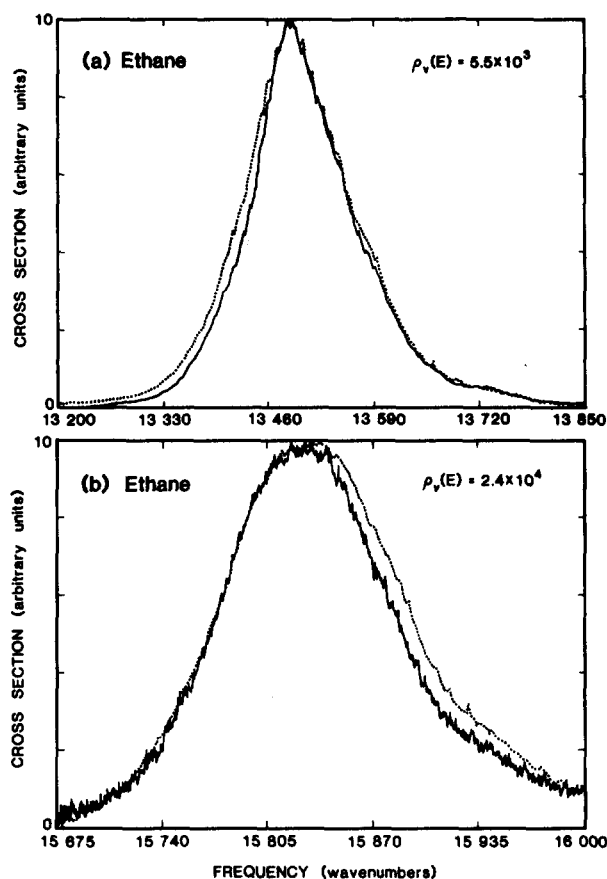 10
(a) Ethane
ρᵥ(E) = 5.5×10³
CROSS SECTION (arbitrary units)
0
13 200
13 330
13 460
13 590
13 720
13 850
10
(b) Ethane
ρᵥ(E) = 2.4×10⁴
CROSS SECTION (arbitrary units)
0
15 675
15 740
15 805
15 870
15 935
16 000
FREQUENCY (wavenumbers)